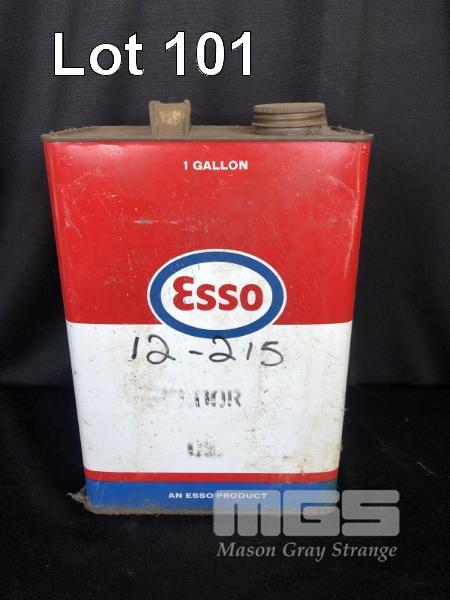 Lot 101
1 GALLON
Esso
12-215
AN ESSO PRODUCT
MGS
Mason Gray Strange